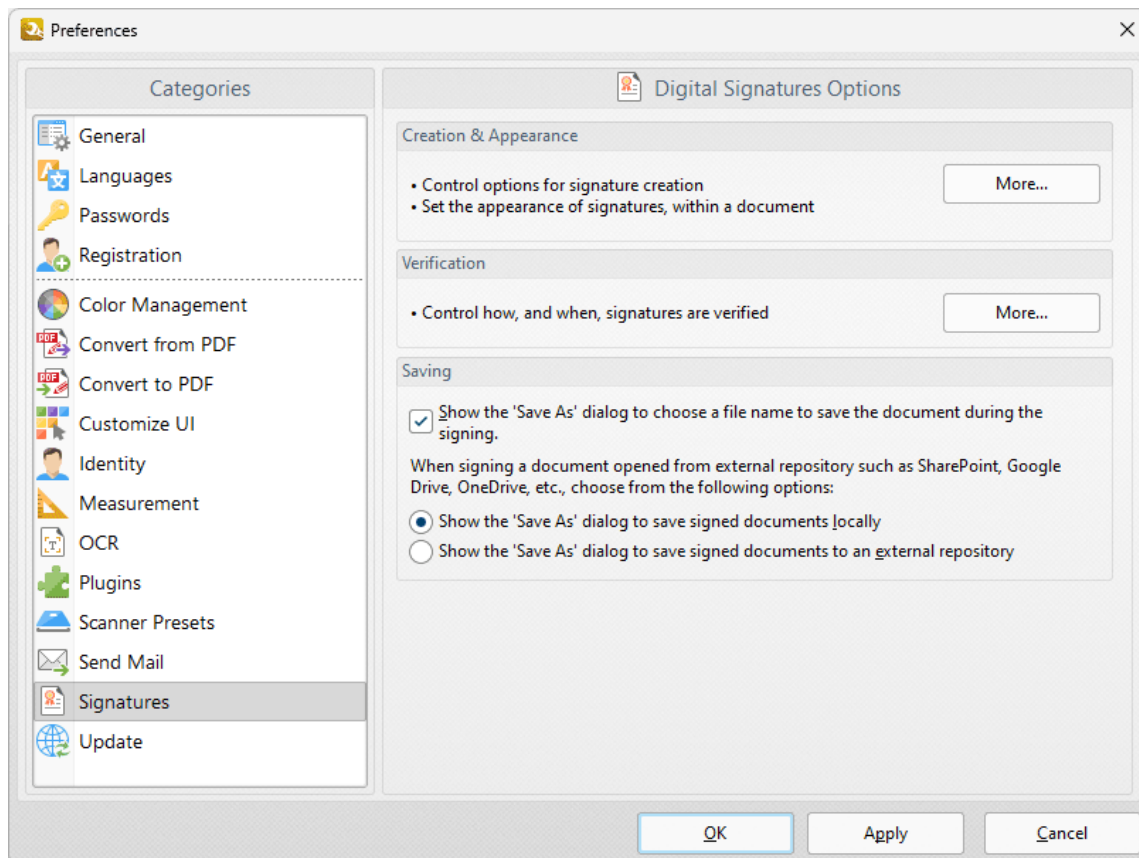 Preferences
Categories
General
Languages
Passwords
Registration
Color Management
Convert from PDF
Convert to PDF
Customize UI
Identity
Measurement
OCR
Plugins
Scanner Presets
Send Mail
Signatures
Update
Digital Signatures Options
Creation & Appearance
• Control options for signature creation
• Set the appearance of signatures, within a document
More...
Verification
• Control how, and when, signatures are verified
More...
Saving
Show the 'Save As' dialog to choose a file name to save the document during the
signing.
When signing a document opened from external repository such as SharePoint, Google
Drive, OneDrive, etc., choose from the following options:
Show the 'Save As' dialog to save signed documents locally
Show the 'Save As' dialog to save signed documents to an external repository
OK
Apply
Cancel